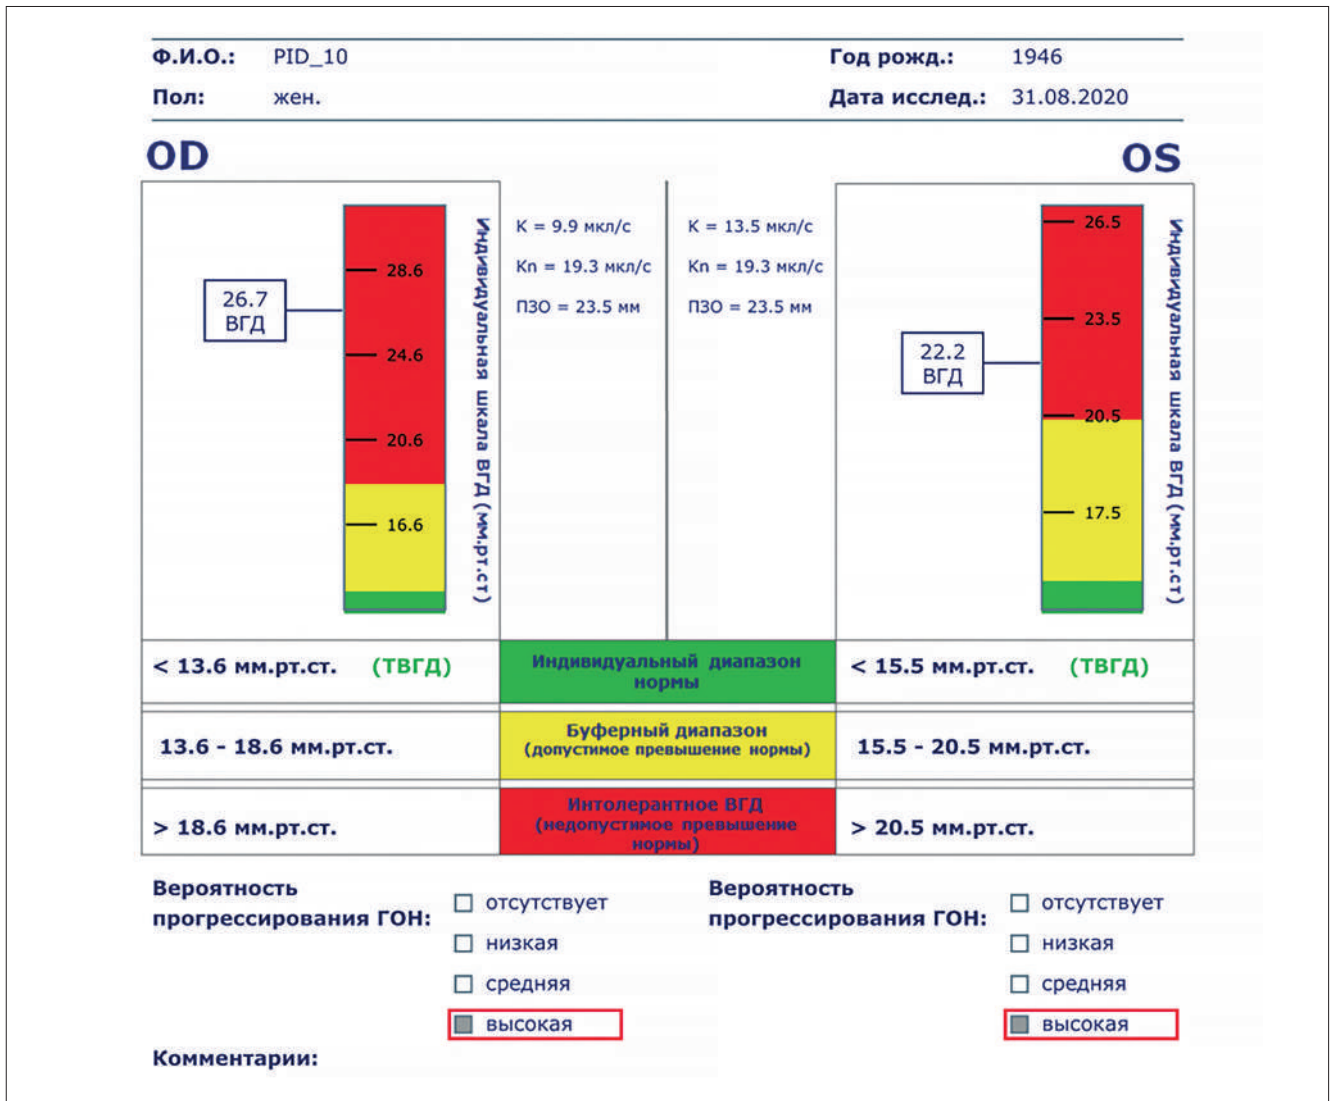 Ф.И.О.: PID_10 Год рожд.: 1946
Пол: жен. Дата исслед.: 31.08.2020
OD OS
28.6
24.6
20.6
16.6
26.7
ВГД
Индивидуальная шкала ВГД (мм.рт.ст)
K = 9.9 мкл/с
Kn = 19.3 мкл/с
ПЗО = 23.5 мм
K = 13.5 мкл/с
Kn = 19.3 мкл/с
ПЗО = 23.5 мм
22.2
ВГД
26.5
23.5
20.5
17.5
Индивидуальная шкала ВГД (мм.рт.ст)
< 13.6 мм.рт.ст. (ТВГД)
Индивидуальный диапазон
нормы
< 15.5 мм.рт.ст. (ТВГД)
13.6 - 18.6 мм.рт.ст.
Буферный диапазон
(допустимое превышение нормы)
15.5 - 20.5 мм.рт.ст.
> 18.6 мм.рт.ст.
Интолерантное ВГД
(недопустимое превышение
нормы)
> 20.5 мм.рт.ст.
Вероятность
прогрессирования ГОН:
отсутствует
низкая
средняя
высокая
Вероятность
прогрессирования ГОН:
отсутствует
низкая
средняя
высокая
Комментарии: